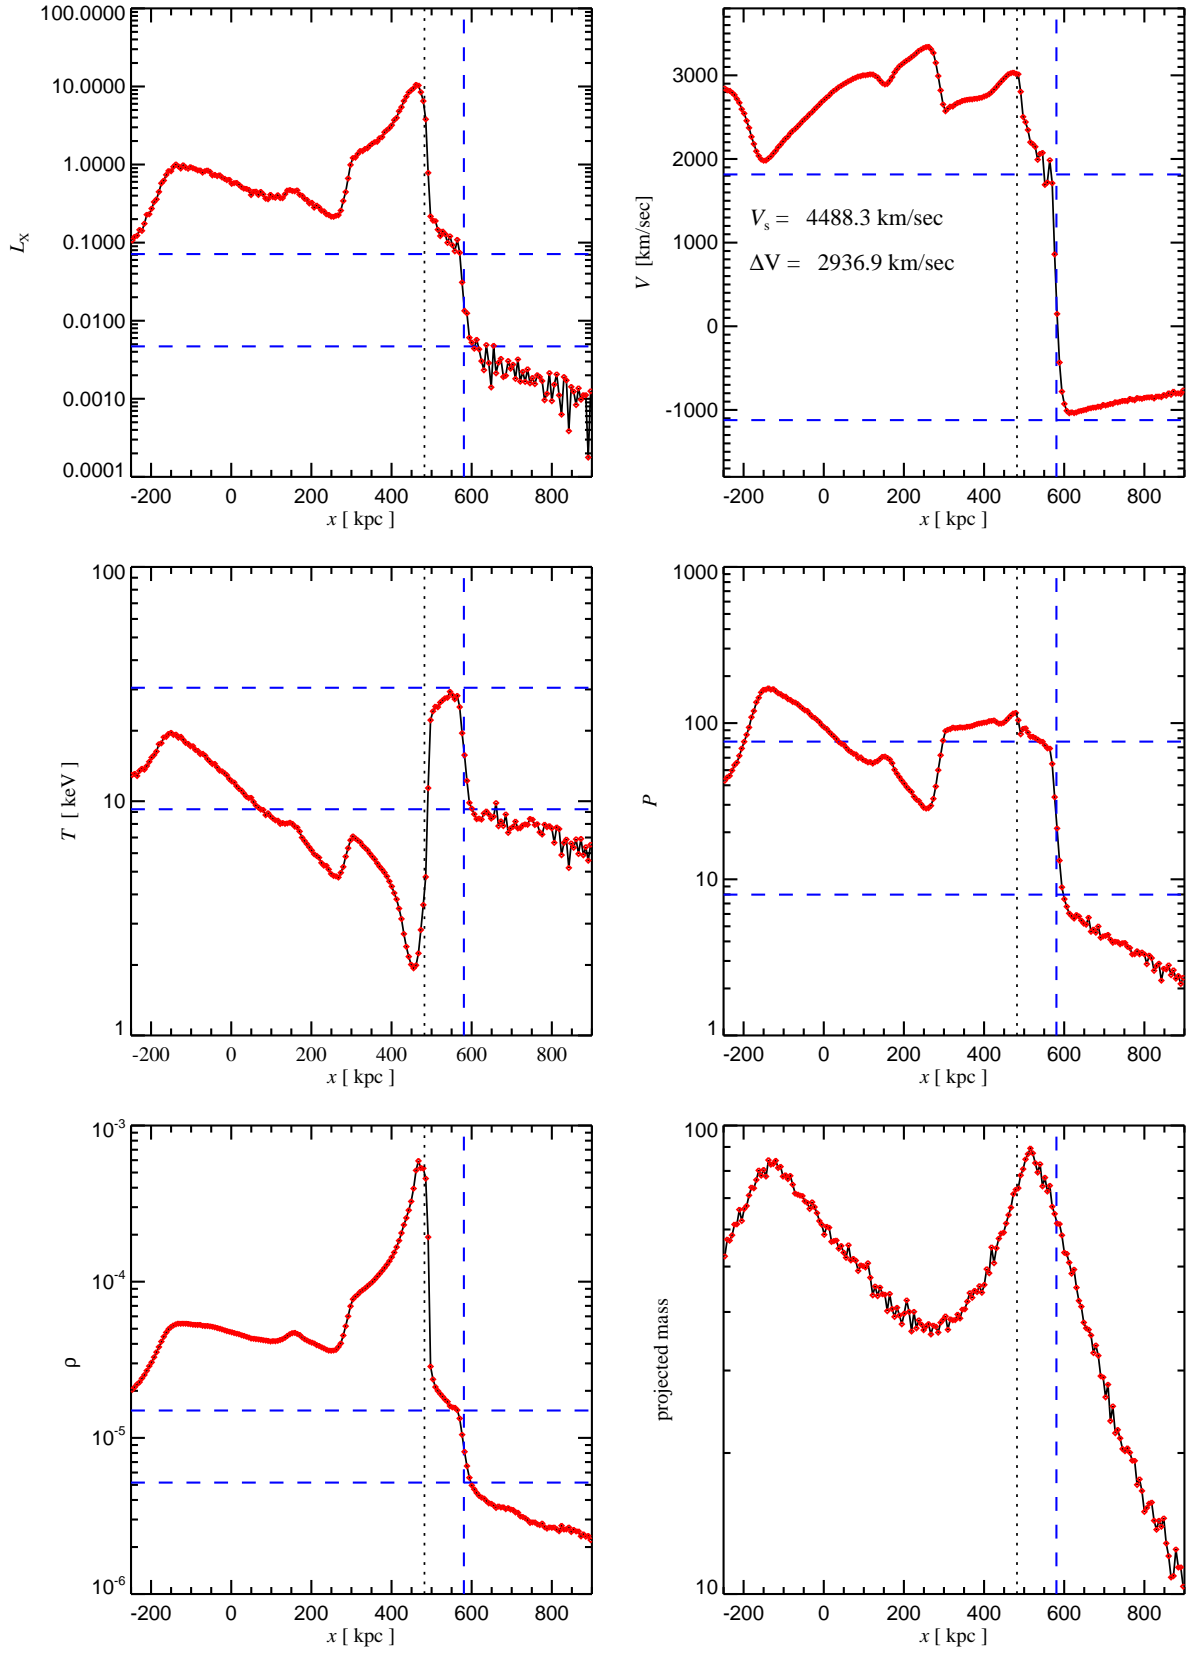 100.0000
10.0000
1.0000
0.1000
0.0100
0.0010
0.0001
L_X
-200 0 200 400 600 800
x [ kpc ]
3000
2000
1000
0
-1000
V [km/sec]
V_s = 4488.3 km/sec
ΔV = 2936.9 km/sec
-200 0 200 400 600 800
x [ kpc ]
100
10
1
T [ keV ]
-200 0 200 400 600 800
x [ kpc ]
1000
100
10
1
P
-200 0 200 400 600 800
x [ kpc ]
10^-3
10^-4
10^-5
10^-6
ρ
-200 0 200 400 600 800
x [ kpc ]
100
10
projected mass
-200 0 200 400 600 800
x [ kpc ]